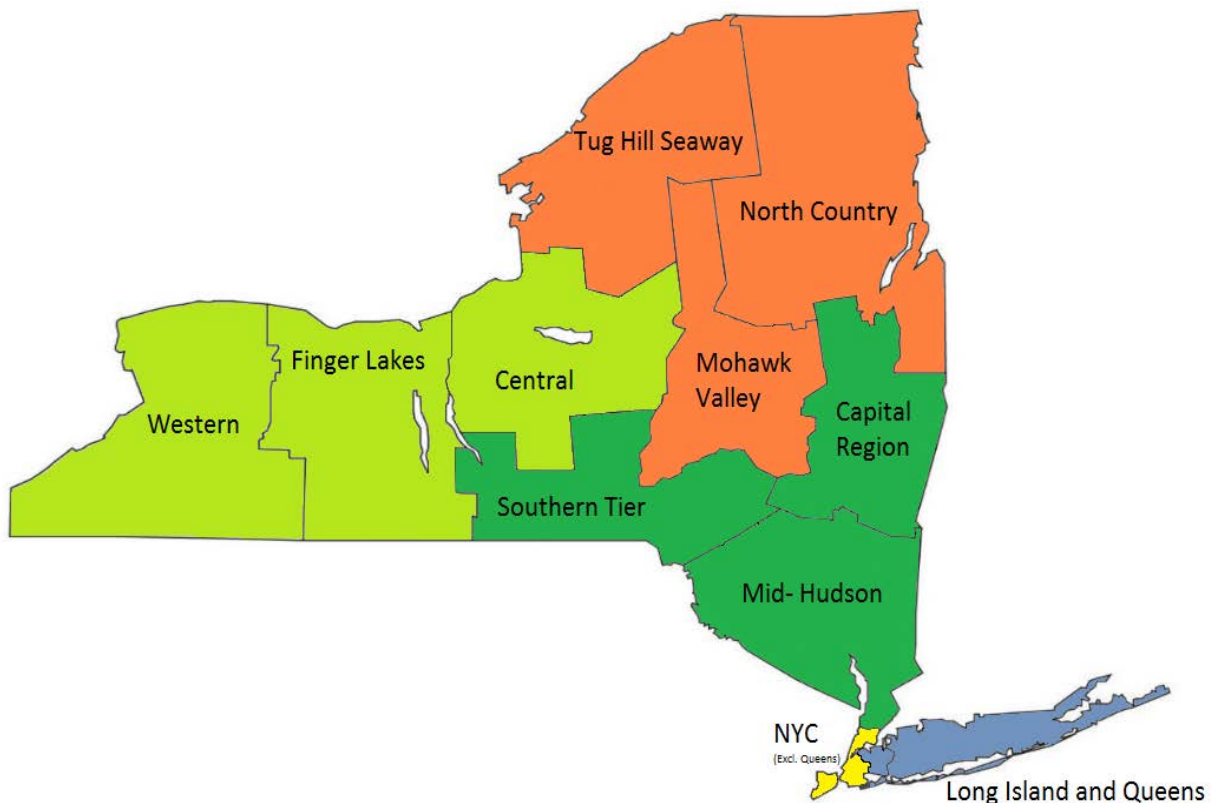 Tug Hill Seaway
North Country
Finger Lakes
Central
Mohawk
Valley
Western
Capital
Region
Southern Tier
Mid- Hudson
NYC
(Excl. Queens)
Long Island and Queens